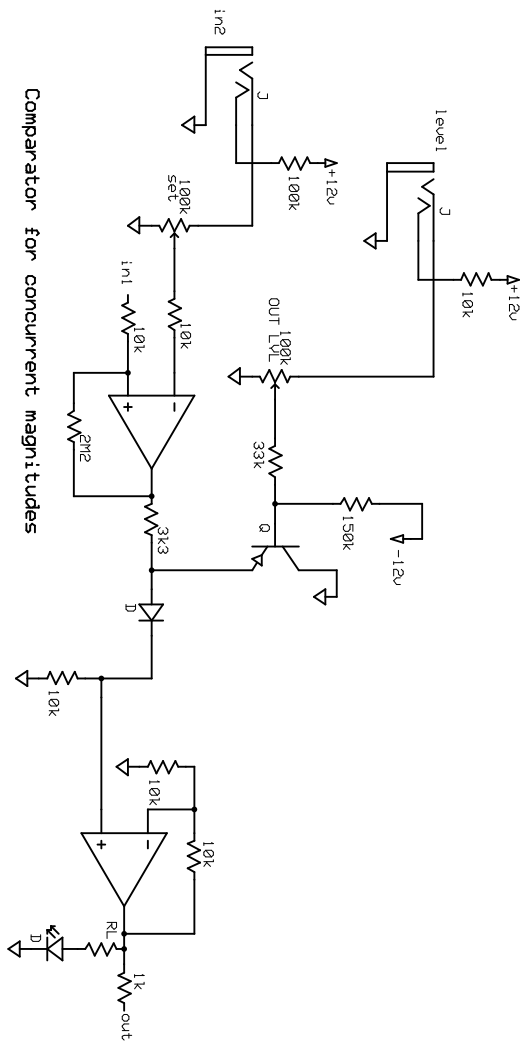 level
J
+12v
10k
in2
J
+12v
100k
100k
set
OUT LVL
100k
33k
150k
-12v
Q
in1
10k
10k
-
+
2M2
3k3
D
10k
10k
10k
-
+
RL
D
1k
out
Comparator for concurrent magnitudes